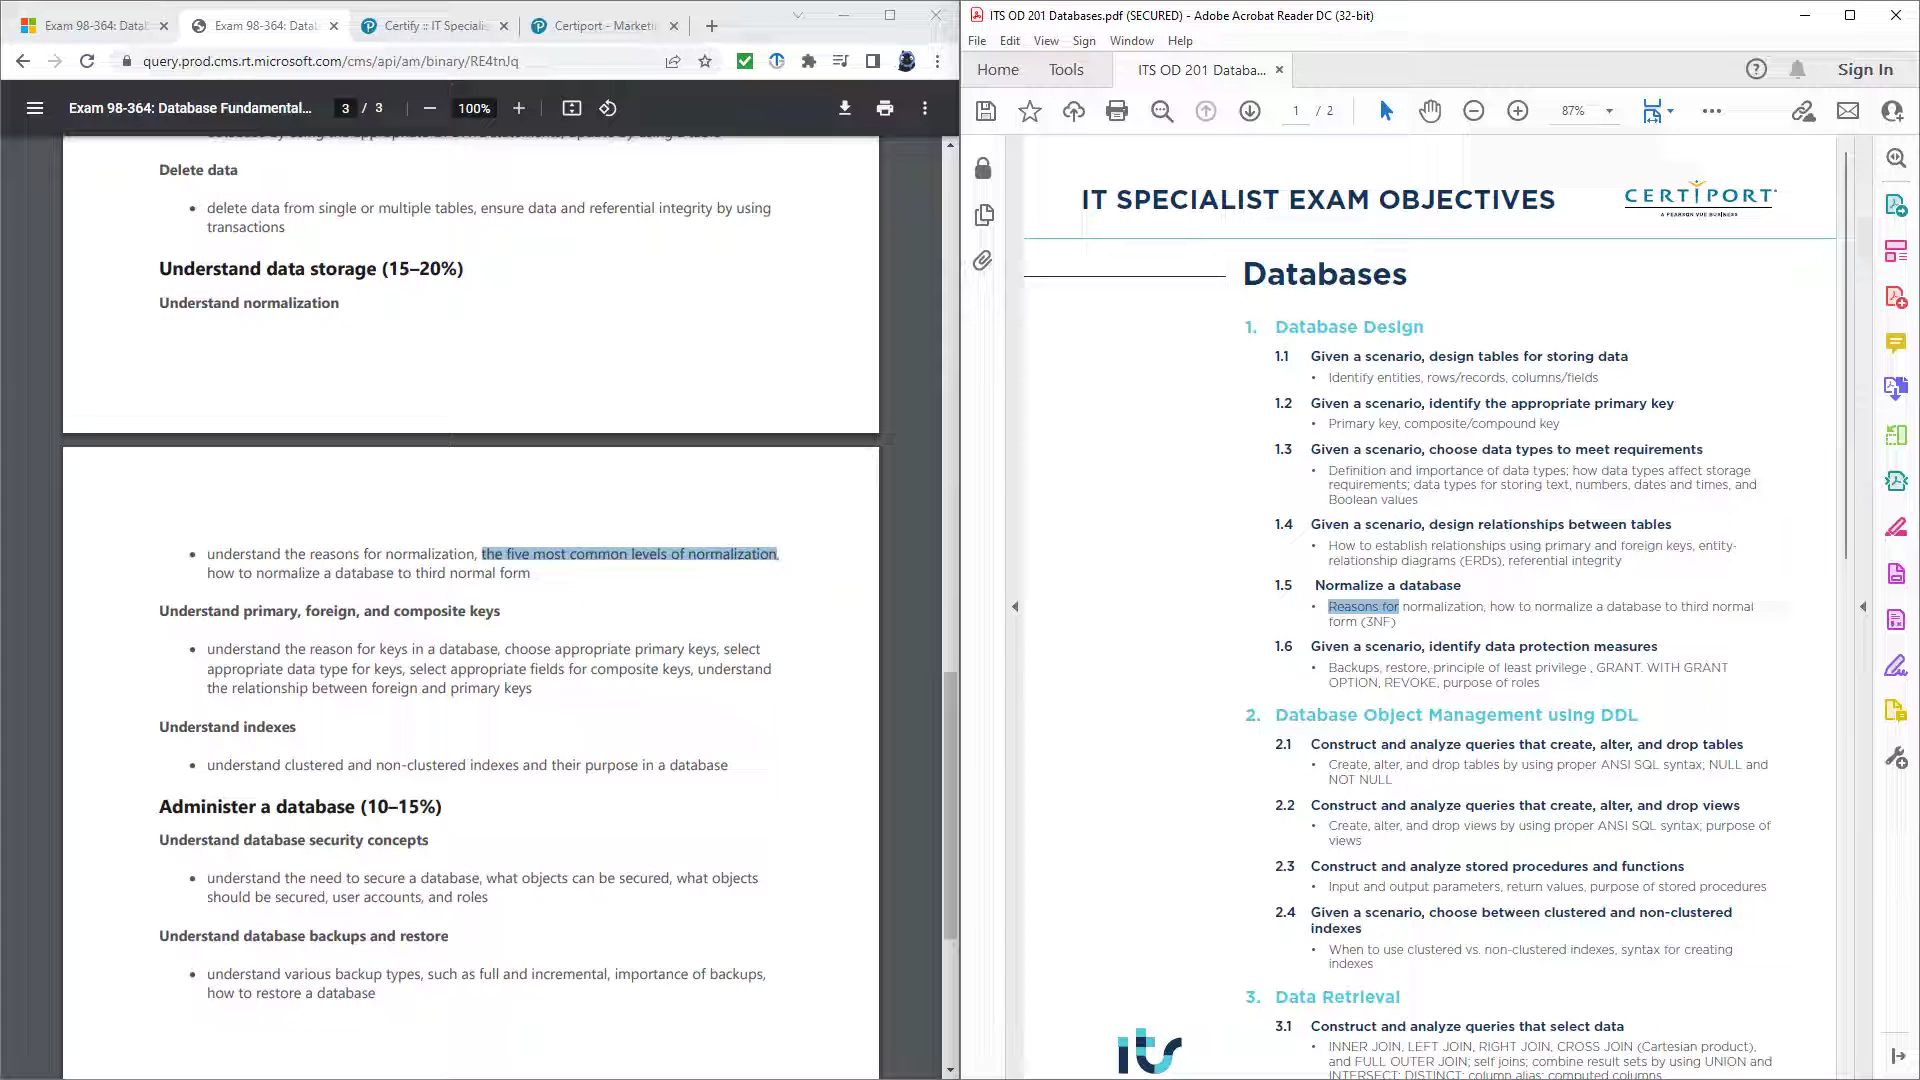 Exam 98-364: Datab
Exam 98-364: Datab
Certify :: IT Specialis
Certiport - Marketin
query.prod.cms.rt.microsoft.com/cms/api/am/binary/RE4tnJq
Exam 98-364: Database Fundamental...
3 / 3
100%
Delete data
• delete data from single or multiple tables, ensure data and referential integrity by using
transactions
Understand data storage (15–20%)
Understand normalization
• understand the reasons for normalization, the five most common levels of normalization,
how to normalize a database to third normal form
Understand primary, foreign, and composite keys
• understand the reason for keys in a database, choose appropriate primary keys, select
appropriate data type for keys, select appropriate fields for composite keys, understand
the relationship between foreign and primary keys
Understand indexes
• understand clustered and non-clustered indexes and their purpose in a database
Administer a database (10–15%)
Understand database security concepts
• understand the need to secure a database, what objects can be secured, what objects
should be secured, user accounts, and roles
Understand database backups and restore
• understand various backup types, such as full and incremental, importance of backups,
how to restore a database
ITS OD 201 Databases.pdf (SECURED) - Adobe Acrobat Reader DC (32-bit)
File Edit View Sign Window Help
Home Tools
ITS OD 201 Databa...
Sign In
1 / 2
87%
IT SPECIALIST EXAM OBJECTIVES
CERTIPORT
A PEARSON VUE BUSINESS
Databases
1. Database Design
1.1 Given a scenario, design tables for storing data
• Identify entities, rows/records, columns/fields
1.2 Given a scenario, identify the appropriate primary key
• Primary key, composite/compound key
1.3 Given a scenario, choose data types to meet requirements
• Definition and importance of data types; how data types affect storage
requirements; data types for storing text, numbers, dates and times, and
Boolean values
1.4 Given a scenario, design relationships between tables
• How to establish relationships using primary and foreign keys, entity-
relationship diagrams (ERDs), referential integrity
1.5 Normalize a database
• Reasons for normalization, how to normalize a database to third normal
form (3NF)
1.6 Given a scenario, identify data protection measures
• Backups, restore, principle of least privilege , GRANT. WITH GRANT
OPTION, REVOKE, purpose of roles
2. Database Object Management using DDL
2.1 Construct and analyze queries that create, alter, and drop tables
• Create, alter, and drop tables by using proper ANSI SQL syntax; NULL and
NOT NULL
2.2 Construct and analyze queries that create, alter, and drop views
• Create, alter, and drop views by using proper ANSI SQL syntax; purpose of
views
2.3 Construct and analyze stored procedures and functions
• Input and output parameters, return values, purpose of stored procedures
2.4 Given a scenario, choose between clustered and non-clustered
indexes
• When to use clustered vs. non-clustered indexes, syntax for creating
indexes
3. Data Retrieval
3.1 Construct and analyze queries that select data
• INNER JOIN, LEFT JOIN, RIGHT JOIN, CROSS JOIN (Cartesian product),
and FULL OUTER JOIN; self joins; combine result sets by using UNION and
INTERSECT; DISTINCT; column alias; computed columns
its